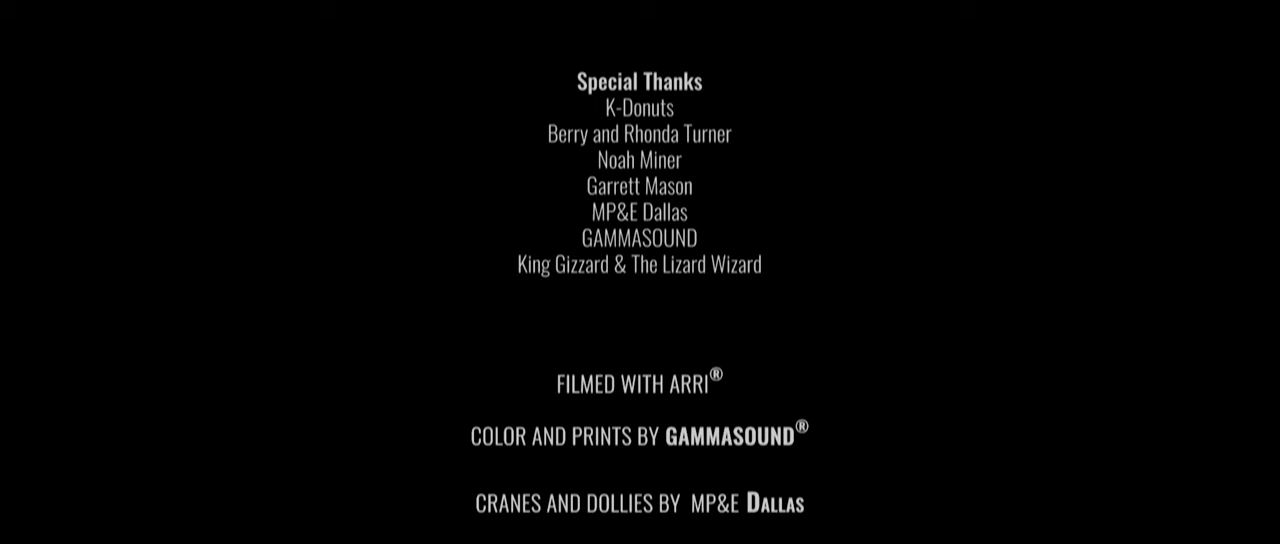 Special Thanks
K-Donuts
Berry and Rhonda Turner
Noah Miner
Garrett Mason
MP&E Dallas
GAMMASOUND
King Gizzard & The Lizard Wizard
FILMED WITH ARRI®
COLOR AND PRINTS BY GAMMASOUND®
CRANES AND DOLLIES BY MP&E DALLAS